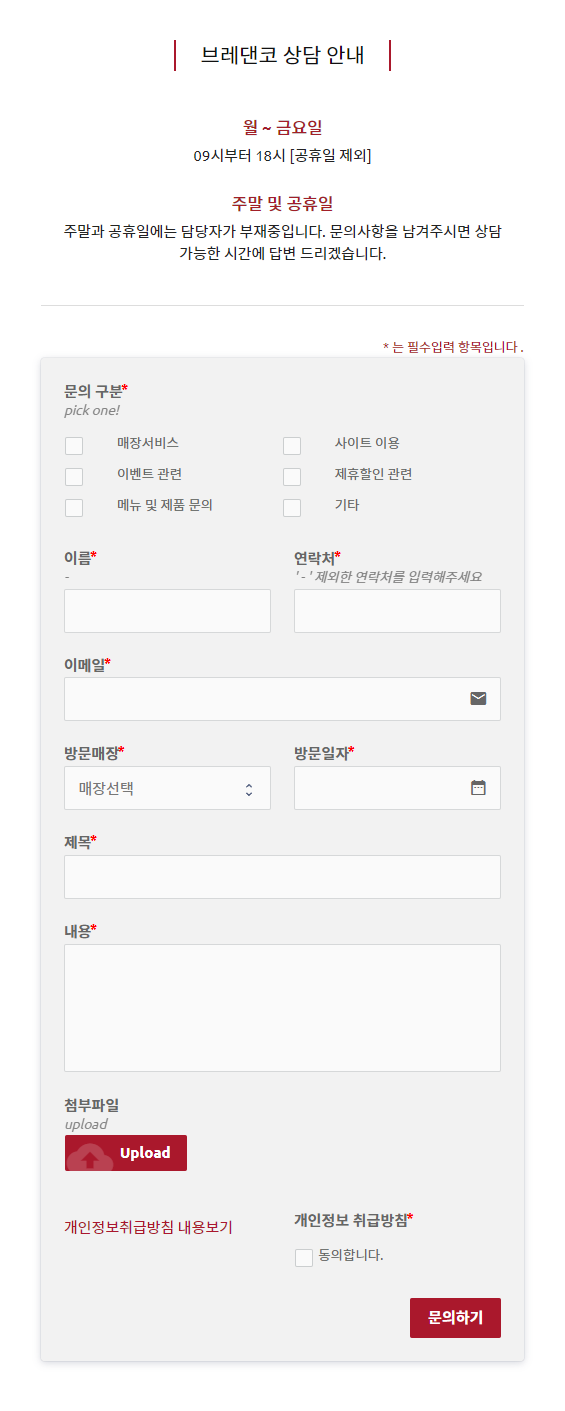 브레댄코 상담 안내
월 ~ 금요일
09시부터 18시 [공휴일 제외]
주말 및 공휴일
주말과 공휴일에는 담당자가 부재중입니다. 문의사항을 남겨주시면 상담
가능한 시간에 답변 드리겠습니다.
* 는 필수입력 항목입니다 .
문의 구분*
pick one!
매장서비스 사이트 이용
이벤트 관련 제휴할인 관련
메뉴 및 제품 문의 기타
이름* 연락처*
- ' - ' 제외한 연락처를 입력해주세요
이메일*
방문매장* 방문일자*
매장선택
제목*
내용*
첨부파일
upload
Upload
개인정보취급방침 내용보기 개인정보 취급방침*
동의합니다.
문의하기